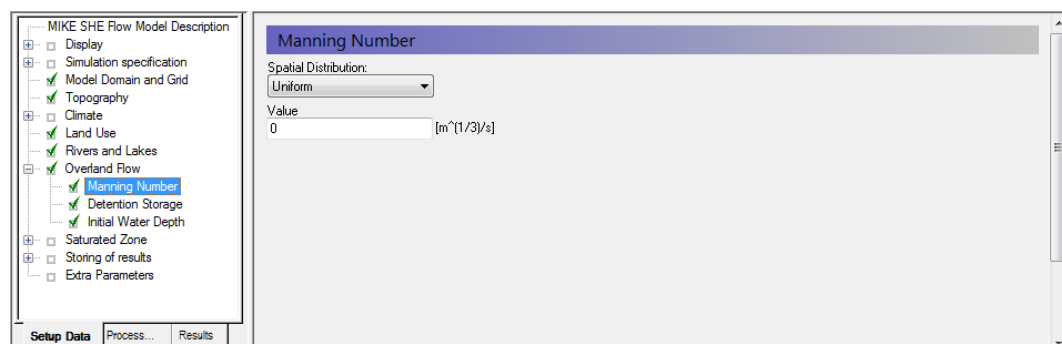 MIKE SHE Flow Model Description
Display
Simulation specification
Model Domain and Grid
Topography
Climate
Land Use
Rivers and Lakes
Overland Flow
Manning Number
Detention Storage
Initial Water Depth
Saturated Zone
Storing of results
Extra Parameters
Setup Data Process... Results
Manning Number
Spatial Distribution:
Uniform
Value
0 [m^(1/3)/s]